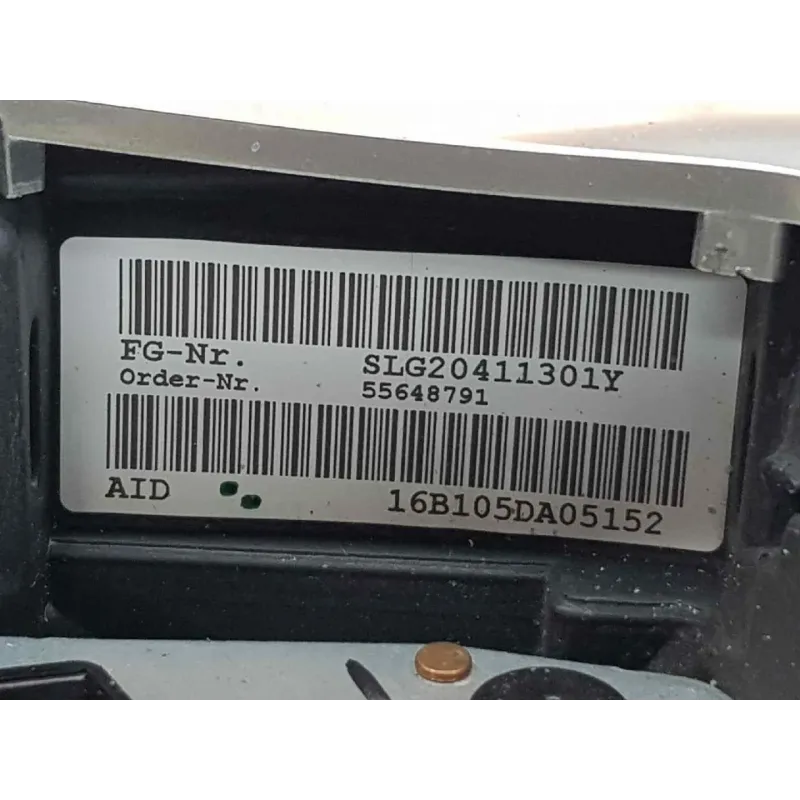 FG-Nr. SLG20411301Y
Order-Nr. 55648791
AID 16B105DA05152